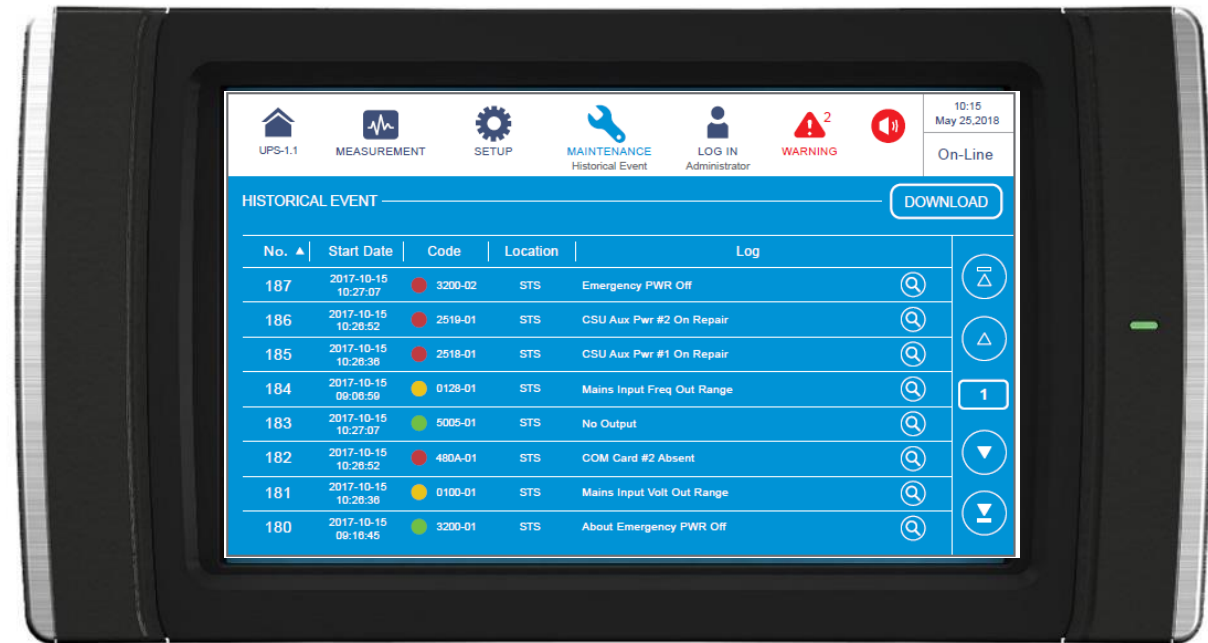 10:15
May 25,2018
On-Line
UPS-1.1
MEASUREMENT
SETUP
MAINTENANCE
Historical Event
LOG IN
Administrator
2
WARNING
HISTORICAL EVENT
DOWNLOAD
No. ▲ Start Date Code Location Log
187 2017-10-15 10:27:07 3200-02 STS Emergency PWR Off
186 2017-10-15 10:26:52 2519-01 STS CSU Aux Pwr #2 On Repair
185 2017-10-15 10:26:36 2518-01 STS CSU Aux Pwr #1 On Repair
184 2017-10-15 09:06:59 0128-01 STS Mains Input Freq Out Range
183 2017-10-15 10:27:07 5005-01 STS No Output
182 2017-10-15 10:26:52 480A-01 STS COM Card #2 Absent
181 2017-10-15 10:26:36 0100-01 STS Mains Input Volt Out Range
180 2017-10-15 09:16:45 3200-01 STS About Emergency PWR Off
1